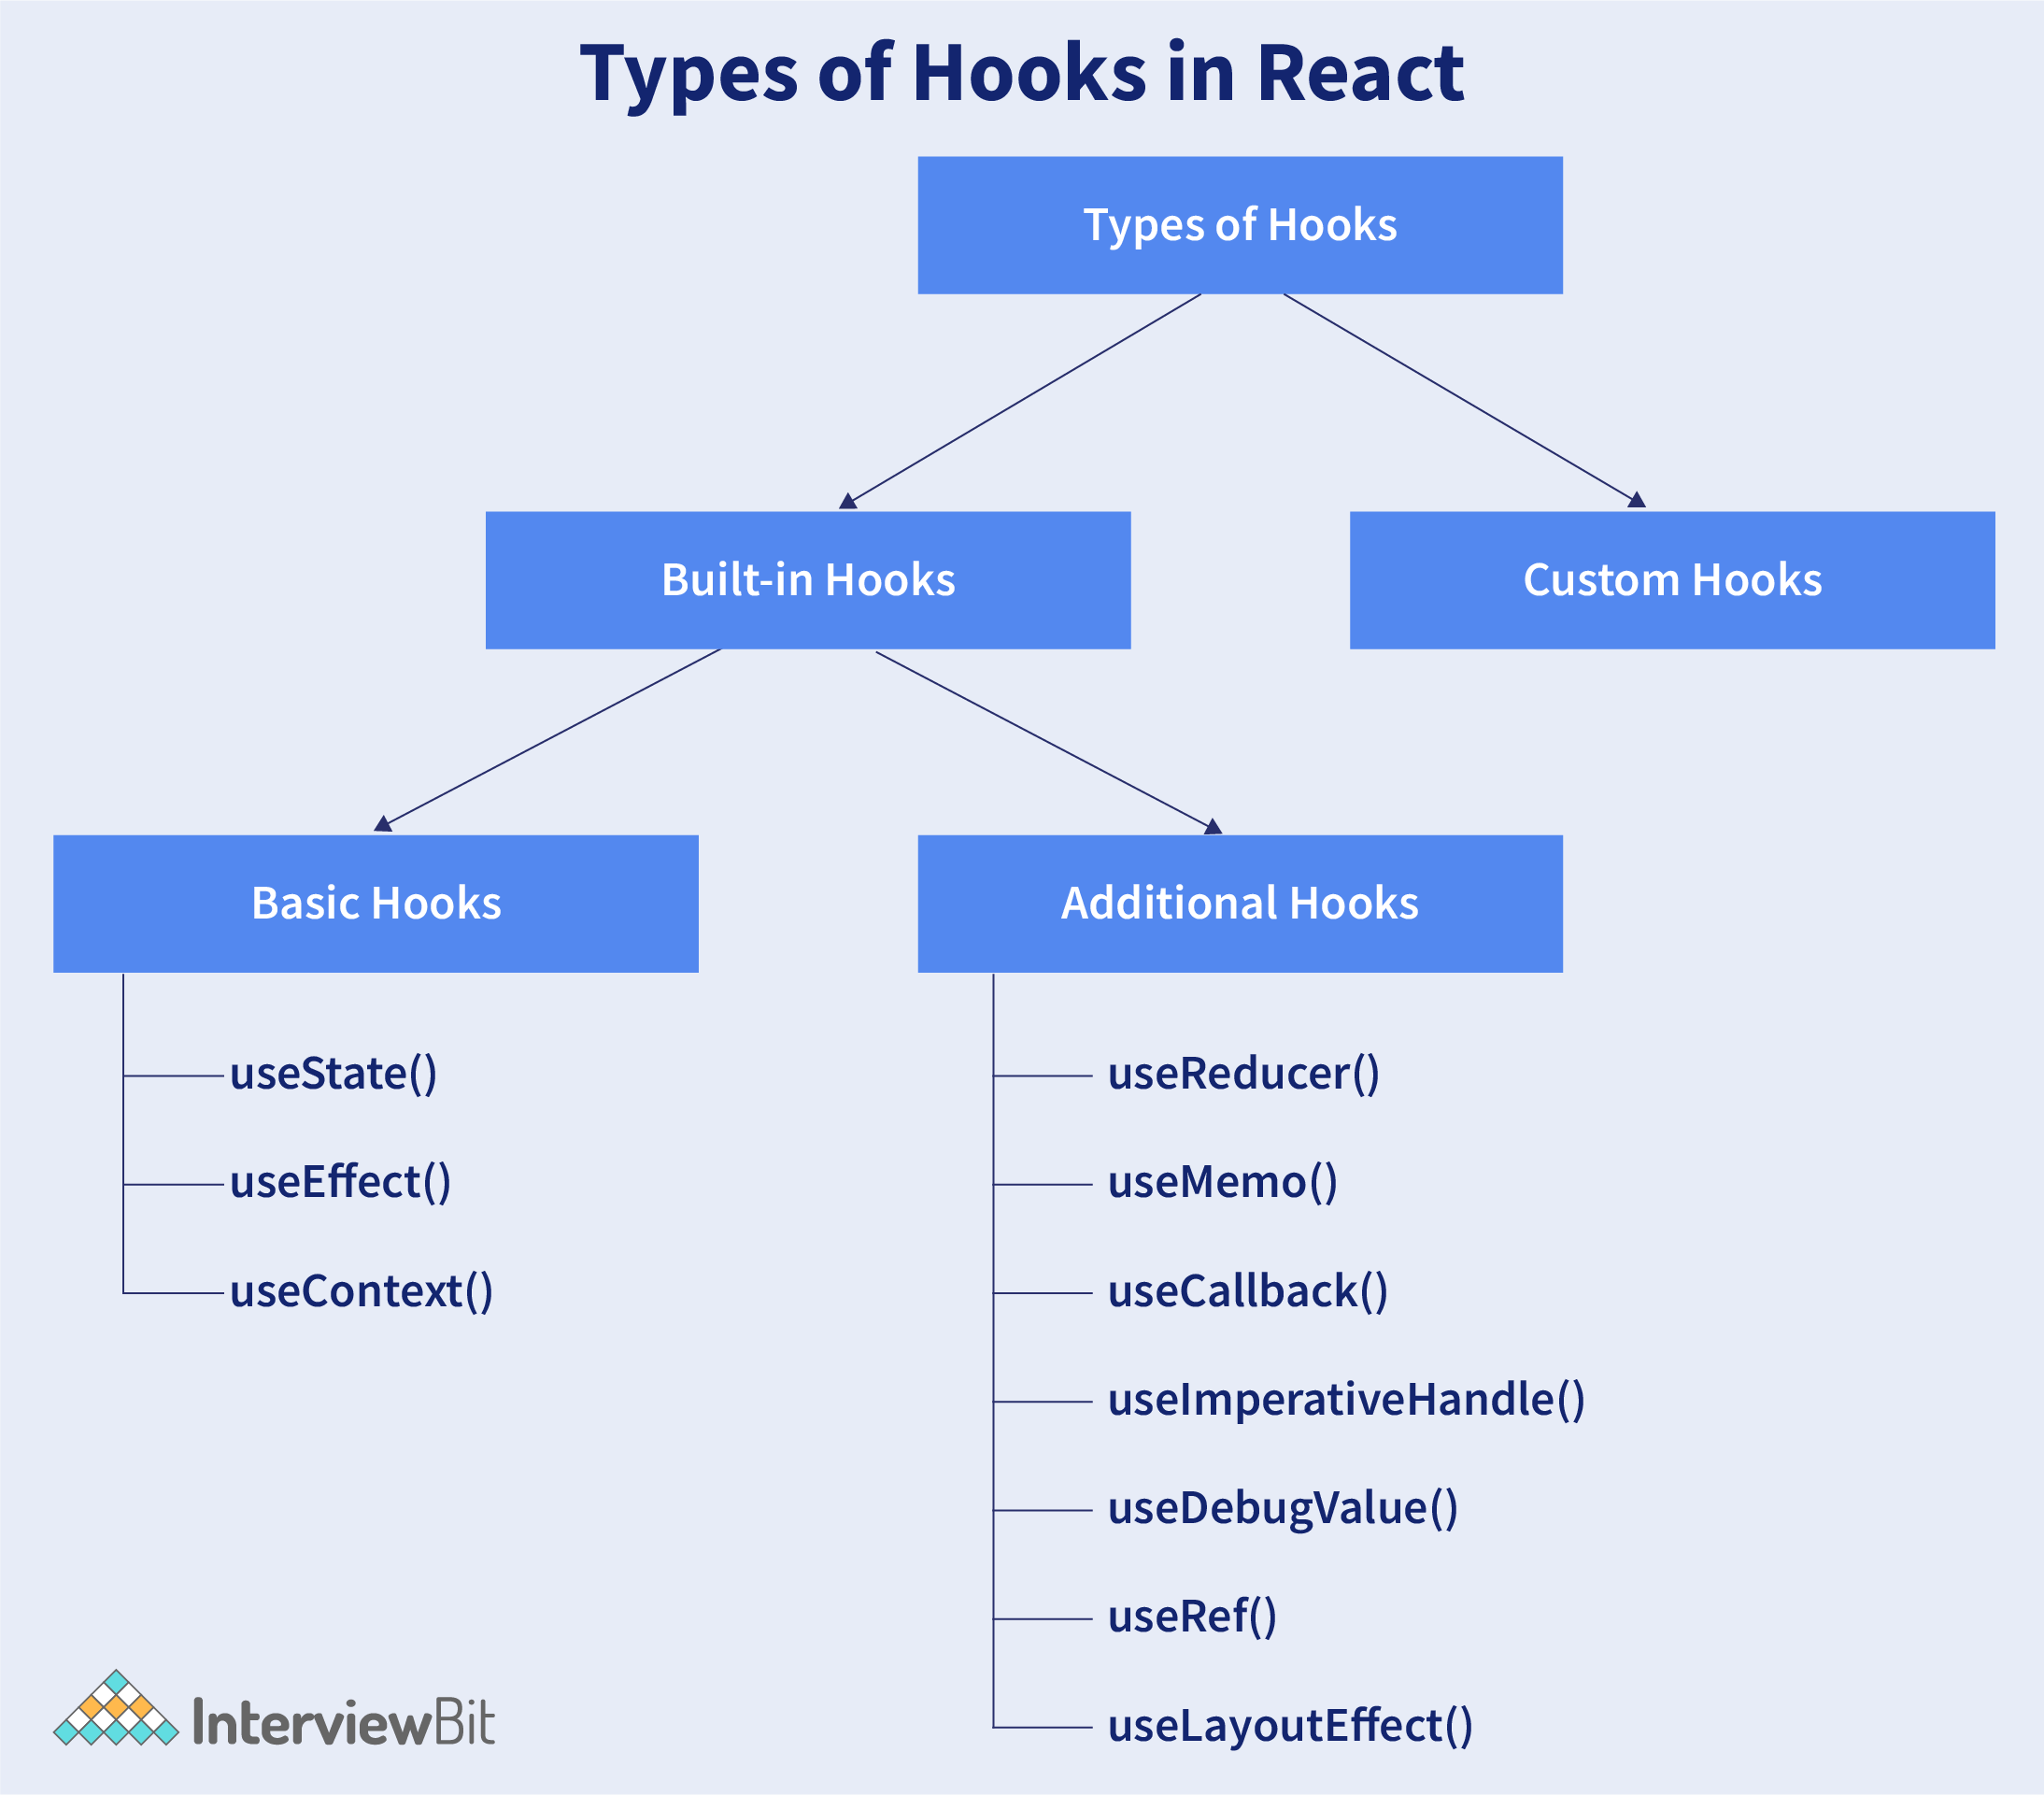 Types of Hooks in React
Types of Hooks
Built-in Hooks
Custom Hooks
Basic Hooks
Additional Hooks
useState()
useEffect()
useContext()
useReducer()
useMemo()
useCallback()
useImperativeHandle()
useDebugValue()
useRef()
useLayoutEffect()
InterviewBit